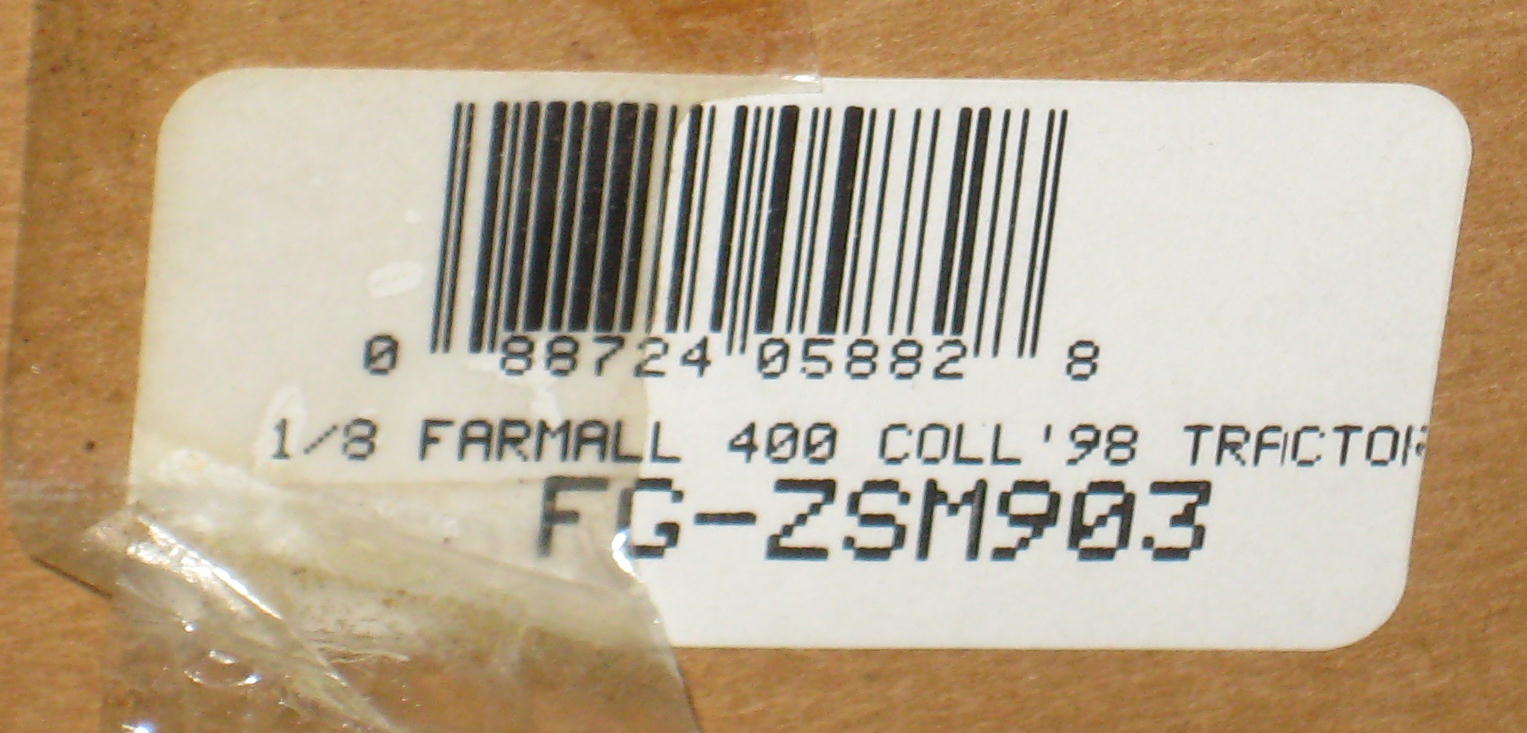 0 88724 05882 8
1/8 FARMALL 400 COLL'98 TRACTOR
FG-ZSM903